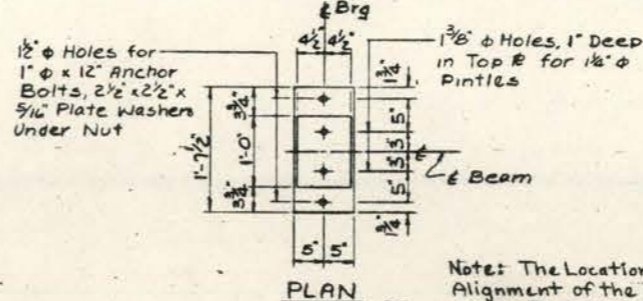 ℄ Brg
4½" 4½"
1½" φ Holes for
1" φ x 12" Anchor
Bolts, 2½" x 2½" x
5/16" Plate Washers
Under Nut
1⅜" φ Holes, 1" Deep
in Top ℄ for 1¼" φ
Pintles
1¾"
5"
3"
3"
5"
1¾"
1'-7½"
3¾"
1'-0"
3¾"
℄ Beam
5" 5"
PLAN
Note: The Location
Alignment of the